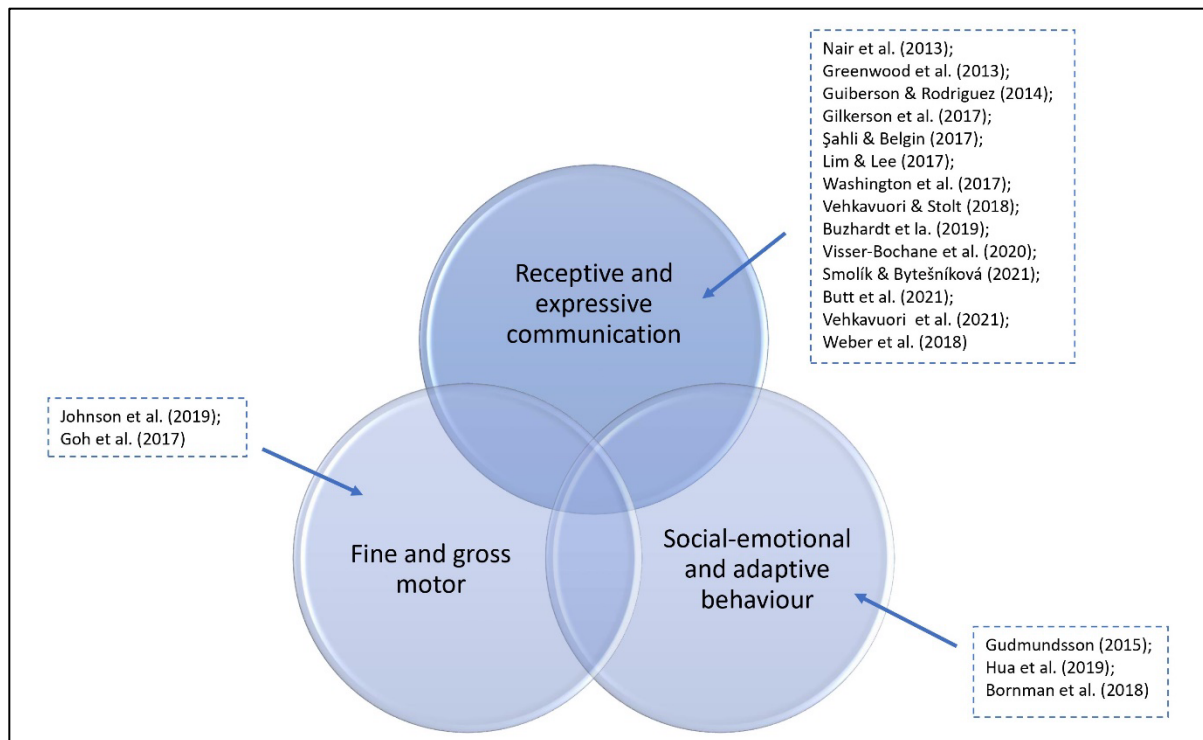 Nair et al. (2013);
Greenwood et al. (2013);
Guiberson & Rodriguez (2014);
Gilkerson et al. (2017);
Şahli & Belgin (2017);
Lim & Lee (2017);
Washington et al. (2017);
Vehkavuori & Stolt (2018);
Buzhardt et la. (2019);
Visser-Bochane et al. (2020);
Smolík & Bytešníková (2021);
Butt et al. (2021);
Vehkavuori et al. (2021);
Weber et al. (2018)
Receptive and
expressive
communication
Johnson et al. (2019);
Goh et al. (2017)
Fine and gross
motor
Social-emotional
and adaptive
behaviour
Gudmundsson (2015);
Hua et al. (2019);
Bornman et al. (2018)